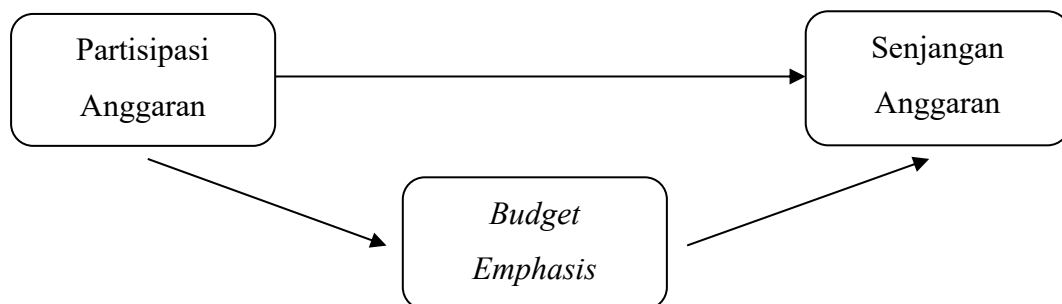 Partisipasi
Anggaran
Senjangan
Anggaran
Budget
Emphasis